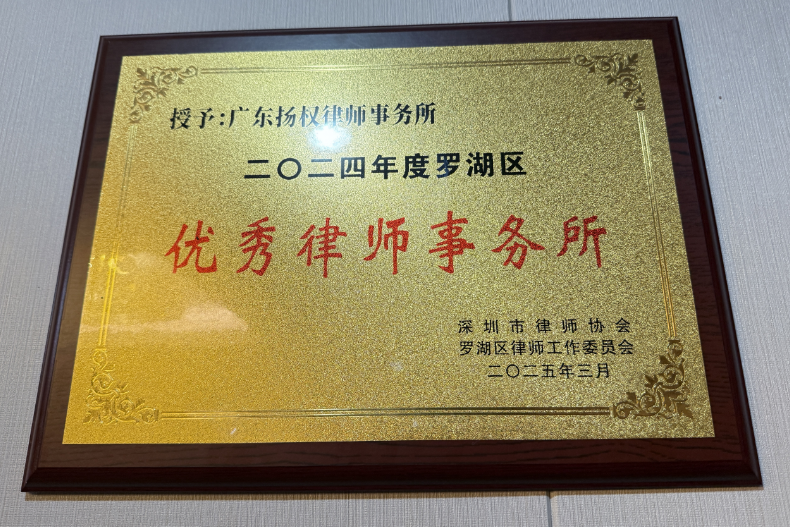 授予:广东扬权律师事务所
二〇二四年度罗湖区
优秀律师事务所
深圳市律师协会
罗湖区律师工作委员会
二〇二五年三月